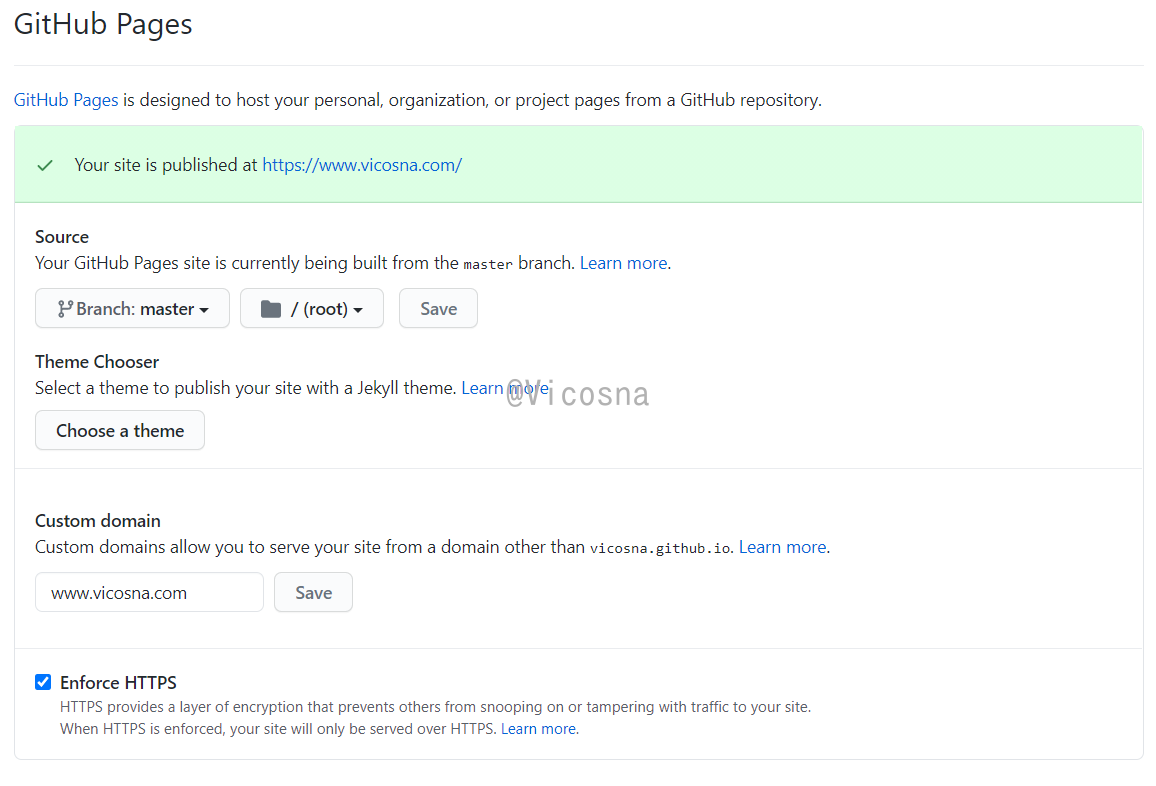 GitHub Pages
GitHub Pages is designed to host your personal, organization, or project pages from a GitHub repository.
Your site is published at https://www.vicosna.com/
Source
Your GitHub Pages site is currently being built from the master branch. Learn more.
Branch: master
/ (root)
Save
Theme Chooser
Select a theme to publish your site with a Jekyll theme. Learn more.
@Vicosna
Choose a theme
Custom domain
Custom domains allow you to serve your site from a domain other than vicosna.github.io. Learn more.
www.vicosna.com
Save
Enforce HTTPS
HTTPS provides a layer of encryption that prevents others from snooping on or tampering with traffic to your site.
When HTTPS is enforced, your site will only be served over HTTPS. Learn more.